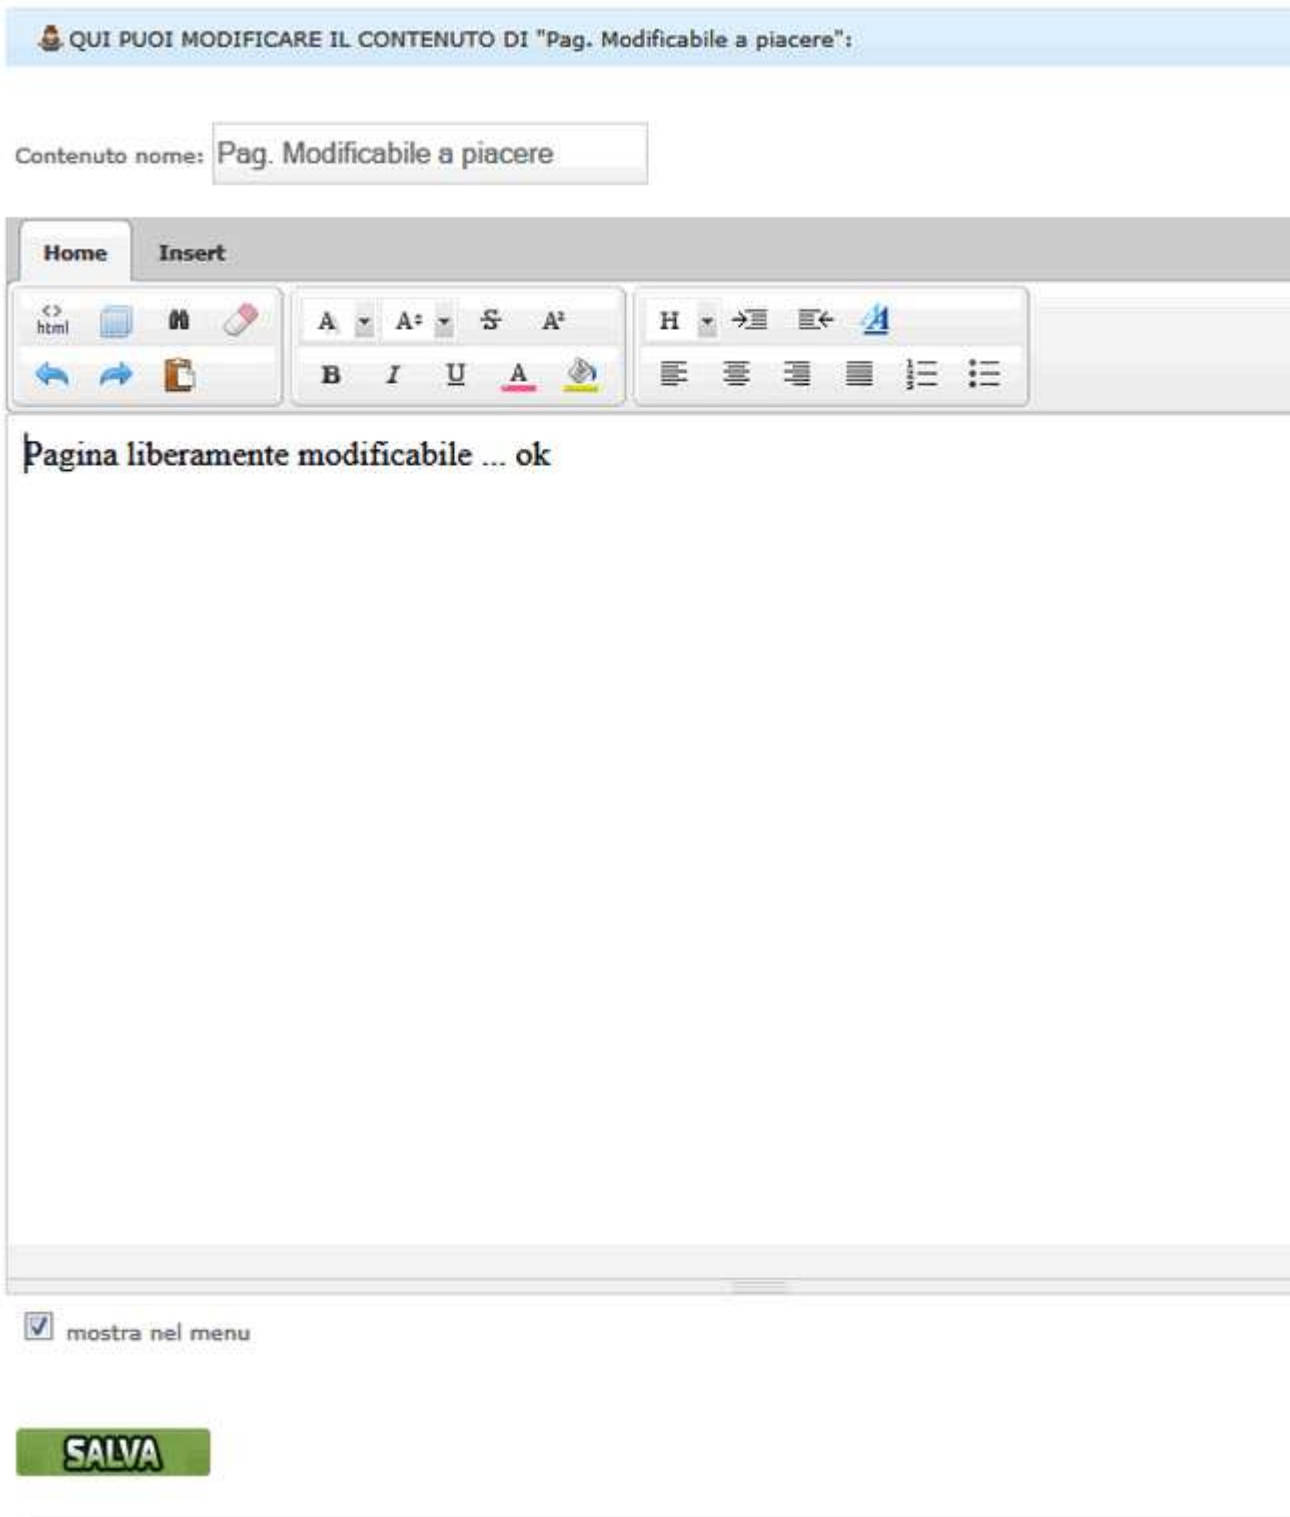 QUI PUOI MODIFICARE IL CONTENUTO DI "Pag. Modificabile a piacere":
Contenuto nome: Pag. Modificabile a piacere
Home Insert
<> html A A S A²
H A
B I U A
Pagina liberamente modificabile ... ok
mostra nel menu
SALVA